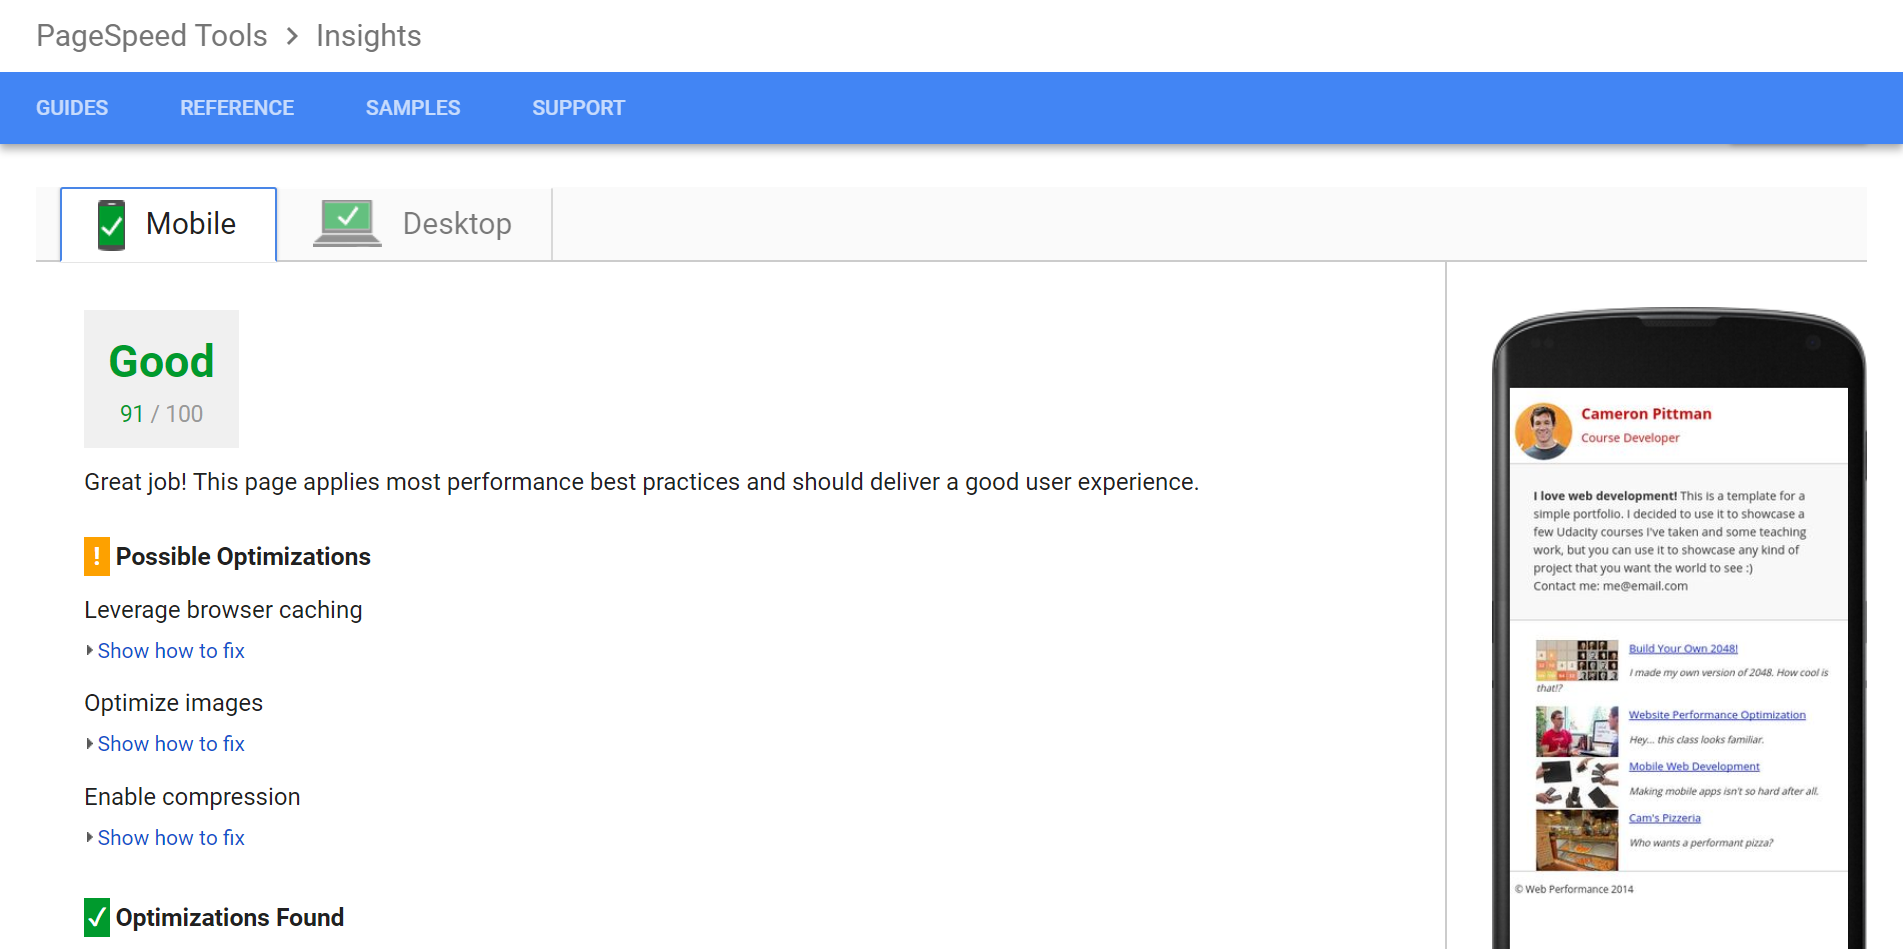 PageSpeed Tools > Insights
GUIDES REFERENCE SAMPLES SUPPORT
Mobile Desktop
Good
91 / 100
Great job! This page applies most performance best practices and should deliver a good user experience.
! Possible Optimizations
Leverage browser caching
Show how to fix
Optimize images
Show how to fix
Enable compression
Show how to fix
Optimizations Found
Cameron Pittman
Course Developer
I love web development! This is a template for a
simple portfolio. I decided to use it to showcase a
few Udacity courses I've taken and some teaching
work, but you can use it to showcase any kind of
project that you want the world to see :)
Contact me: me@email.com
Build Your Own 2048!
I made my own version of 2048. How cool is
that!?
Website Performance Optimization
Hey... this class looks familiar.
Mobile Web Development
Making mobile apps isn't so hard after all.
Cam's Pizzeria
Who wants a performant pizza?
© Web Performance 2014